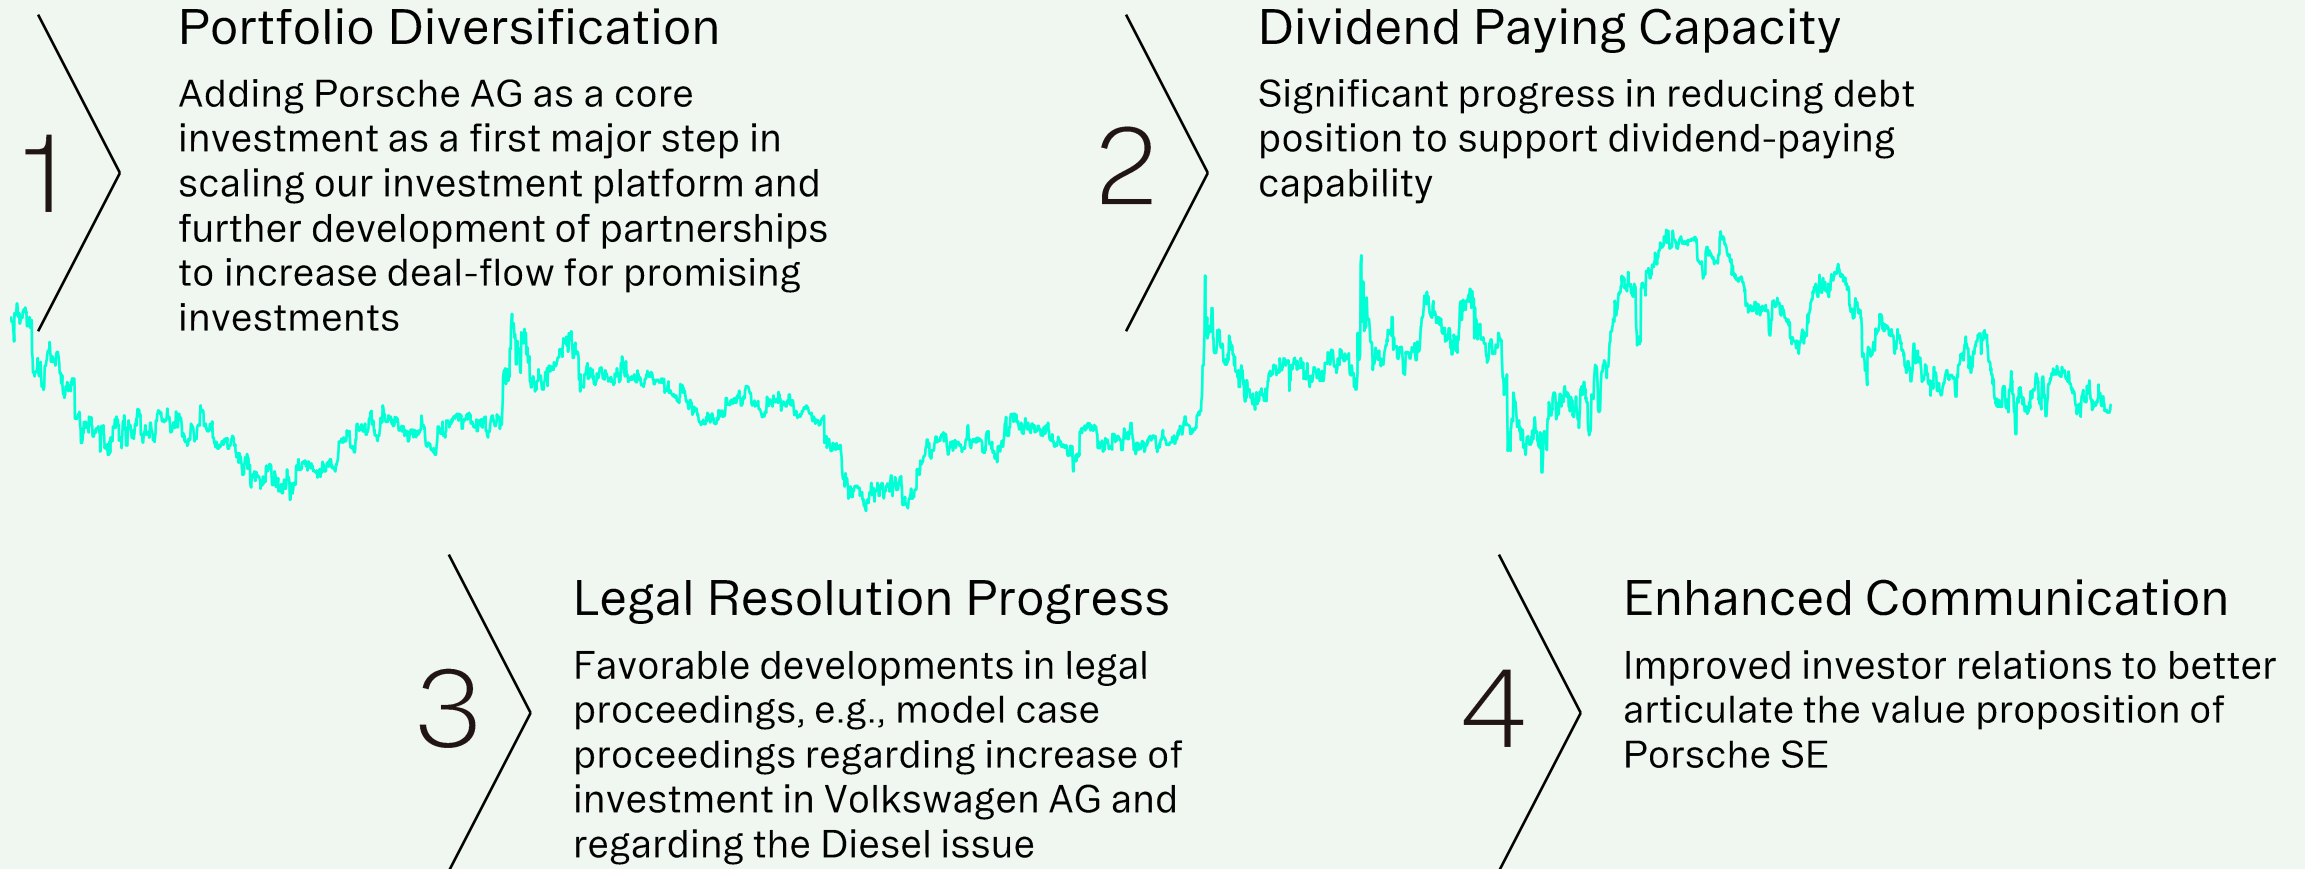 1
Portfolio Diversification
Adding Porsche AG as a core
investment as a first major step in
scaling our investment platform and
further development of partnerships
to increase deal-flow for promising
investments
2
Dividend Paying Capacity
Significant progress in reducing debt
position to support dividend-paying
capability
3
Legal Resolution Progress
Favorable developments in legal
proceedings, e.g., model case
proceedings regarding increase of
investment in Volkswagen AG and
regarding the Diesel issue
4
Enhanced Communication
Improved investor relations to better
articulate the value proposition of
Porsche SE